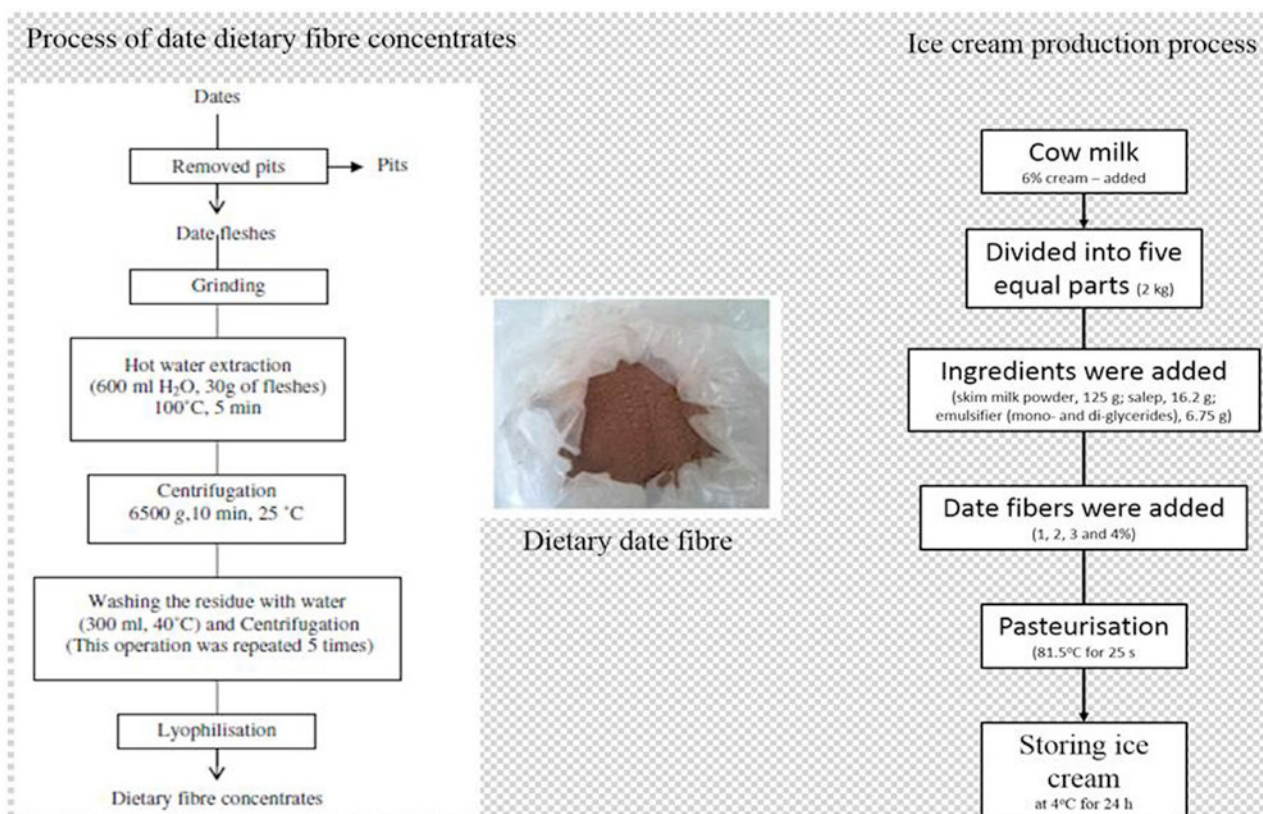 Process of date dietary fibre concentrates
Dates
Removed pits
Pits
Date fleshes
Grinding
Hot water extraction
(600 ml H₂O, 30g of fleshes)
100˚C, 5 min
Centrifugation
6500 g,10 min, 25 ˚C
Washing the residue with water
(300 ml, 40˚C) and Centrifugation
(This operation was repeated 5 times)
Lyophilisation
Dietary fibre concentrates
Dietary date fibre
Ice cream production process
Cow milk
6% cream – added
Divided into five
equal parts (2 kg)
Ingredients were added
(skim milk powder, 125 g; salep, 16.2 g;
emulsifier (mono- and di-glycerides), 6.75 g)
Date fibers were added
(1, 2, 3 and 4%)
Pasteurisation
(81.5ºC for 25 s
Storing ice
cream
at 4ºC for 24 h